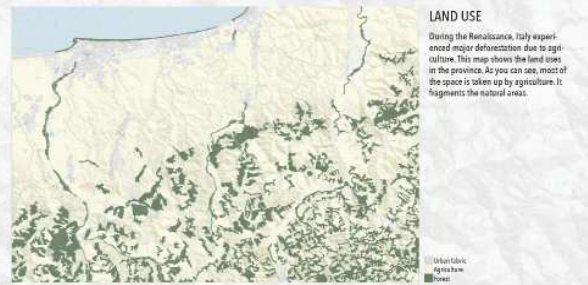 LAND USE
During the Renaissance, Italy experi-
enced major deforestation due to agri-
culture. This map shows the land uses
in the province. As you can see, most of
the space is taken up by agriculture. It
fragments the natural areas.
Urban fabric
Agriculture
Forest